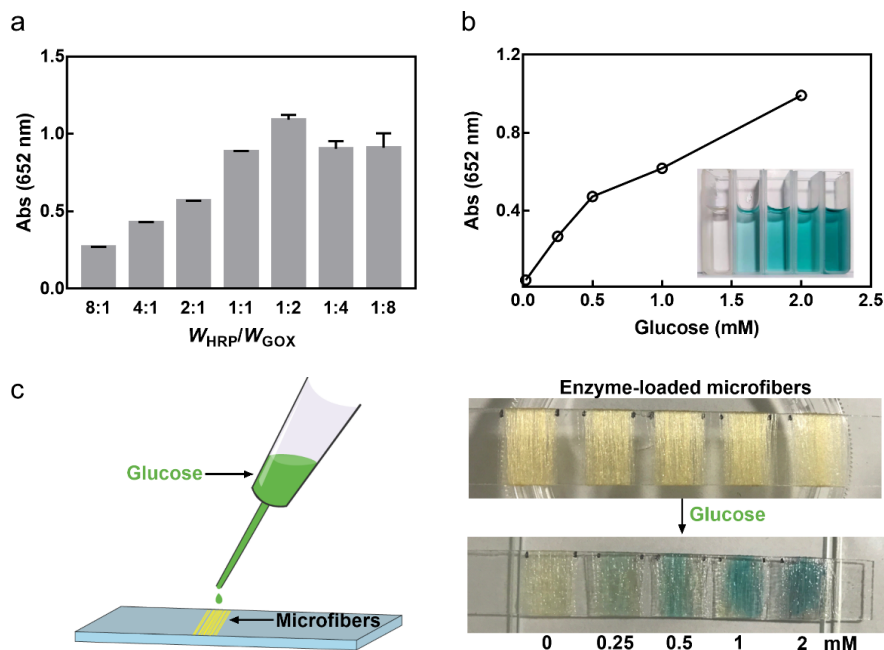 a
1.5
1.0
0.5
0.0
Abs (652 nm)
8:1 4:1 2:1 1:1 1:2 1:4 1:8
WHRP/WGOX
b
1.2
0.8
0.4
0.0 0.5 1.0 1.5 2.0 2.5
Abs (652 nm)
Glucose (mM)
c
Glucose
Microfibers
Enzyme-loaded microfibers
Glucose
0 0.25 0.5 1 2 mM